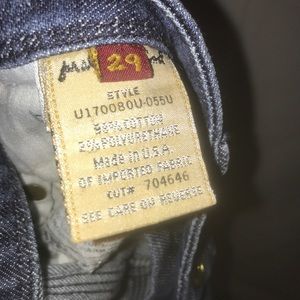 29
STYLE
U170080U-055U
98% COTTON
2% POLYURETHANE
Made in U.S.A.
OF IMPORTED FABRIC
CUT# 704646
SEE CARE ON REVERSE